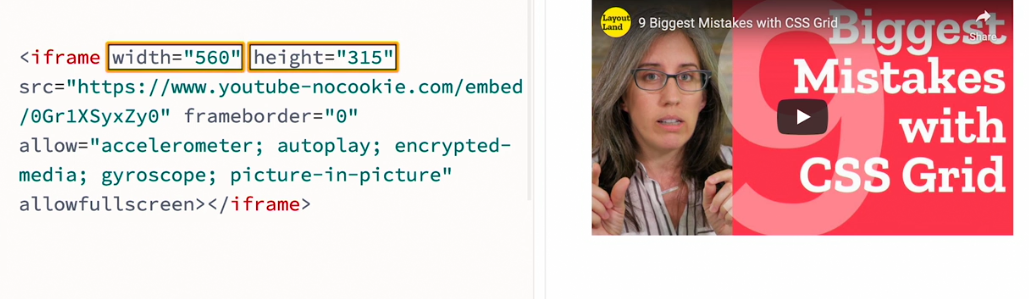 <iframe width="560" height="315"
src="https://www.youtube-nocookie.com/embed
/0Gr1XSyxZy0" frameborder="0"
allow="accelerometer; autoplay; encrypted-
media; gyroscope; picture-in-picture"
allowfullscreen></iframe>
Layout
Land
9 Biggest Mistakes with CSS Grid
Share
9
Biggest
Mistakes
with
CSS Grid